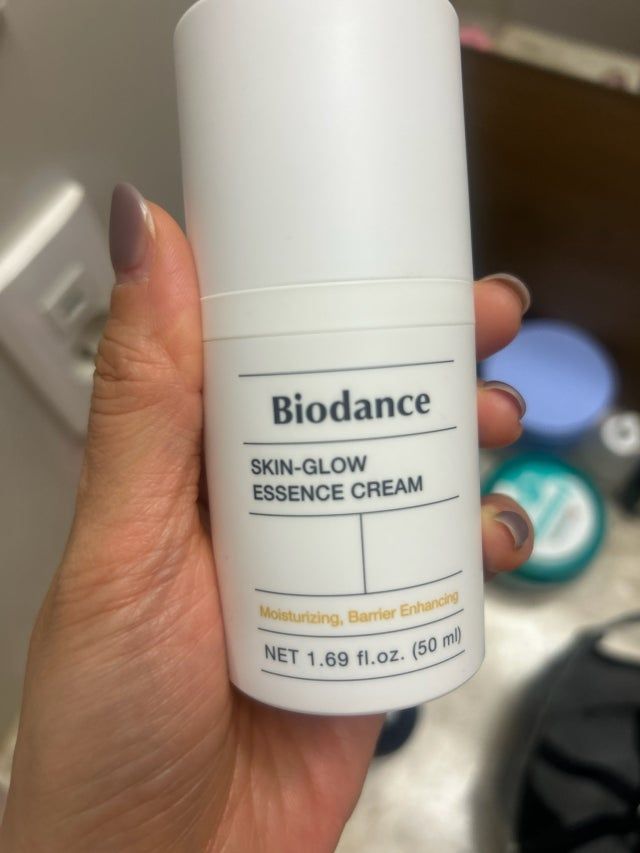 Biodance
SKIN-GLOW
ESSENCE CREAM
Moisturizing, Barrier Enhancing
NET 1.69 fl.oz. (50 ml)